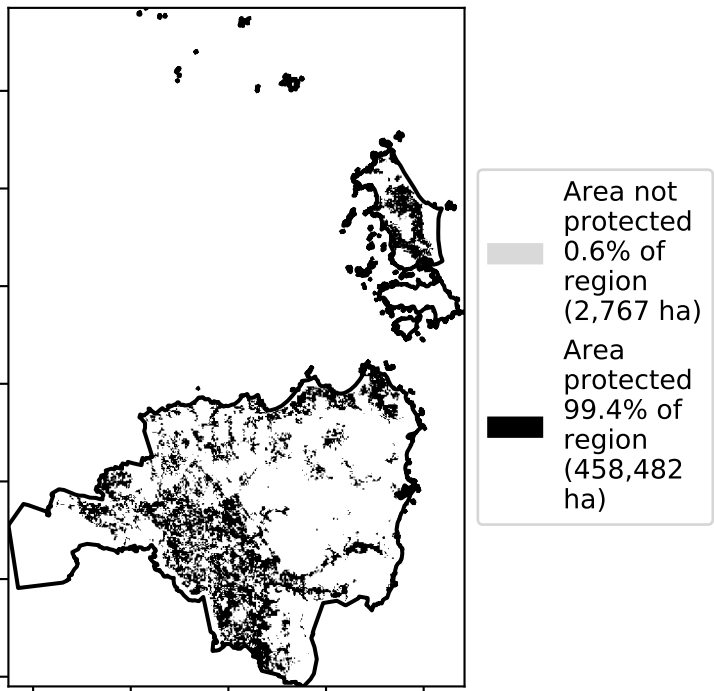 Area not
protected
0.6% of
region
(2,767 ha)
Area
protected
99.4% of
region
(458,482
ha)